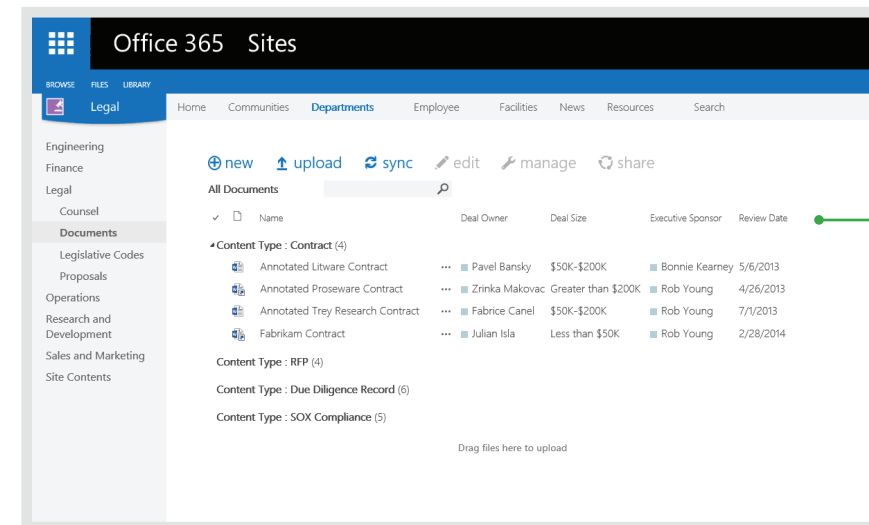 Office 365 Sites
BROWSE FILES LIBRARY
Legal Home Communities Departments Employee Facilities News Resources Search
Engineering
Finance
Legal
Counsel
Documents
Legislative Codes
Proposals
Operations
Research and
Development
Sales and Marketing
Site Contents
new upload sync edit manage share
All Documents
Name Deal Owner Deal Size Executive Sponsor Review Date
Content Type : Contract (4)
Annotated Litware Contract ... Pavel Bansky $50K-$200K Bonnie Kearney 5/6/2013
Annotated Proseware Contract ... Zrinka Makovac Greater than $200K Rob Young 4/26/2013
Annotated Trey Research Contract ... Fabrice Canel $50K-$200K Rob Young 7/1/2013
Fabrikam Contract ... Julian Isla Less than $50K Rob Young 2/28/2014
Content Type : RFP (4)
Content Type : Due Diligence Record (6)
Content Type : SOX Compliance (5)
Drag files here to upload